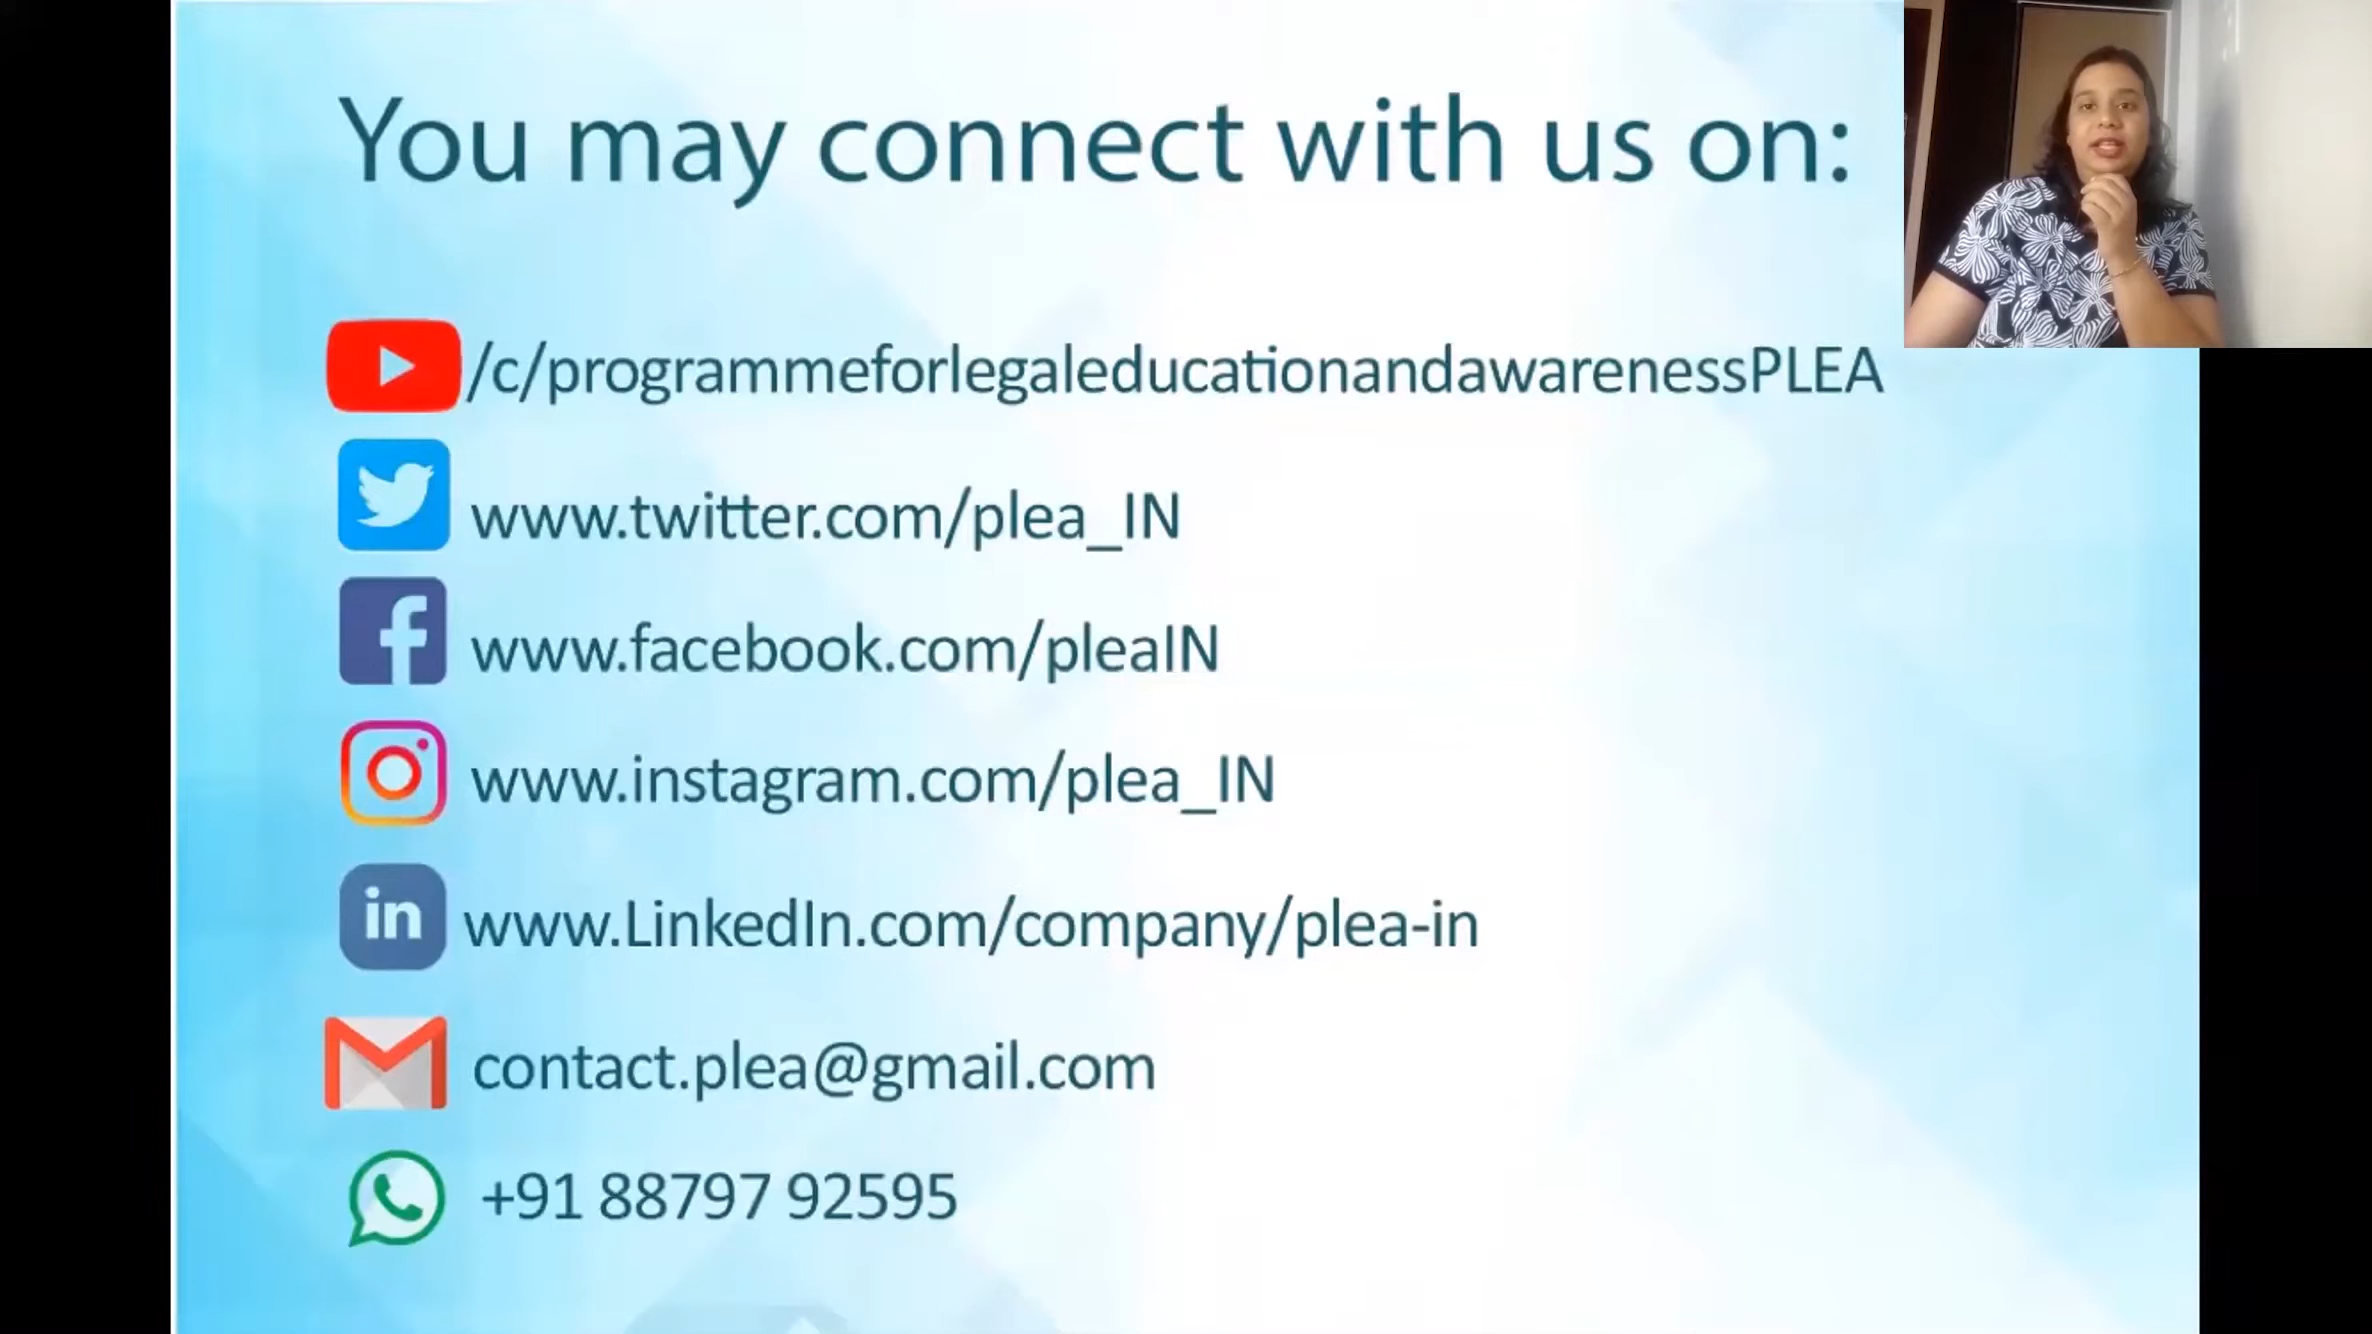 You may connect with us on:
/c/programmeforlegaleducationandawarenessPLEA
www.twitter.com/plea_IN
www.facebook.com/pleaIN
www.instagram.com/plea_IN
in www.LinkedIn.com/company/plea-in
contact.plea@gmail.com
+91 88797 92595